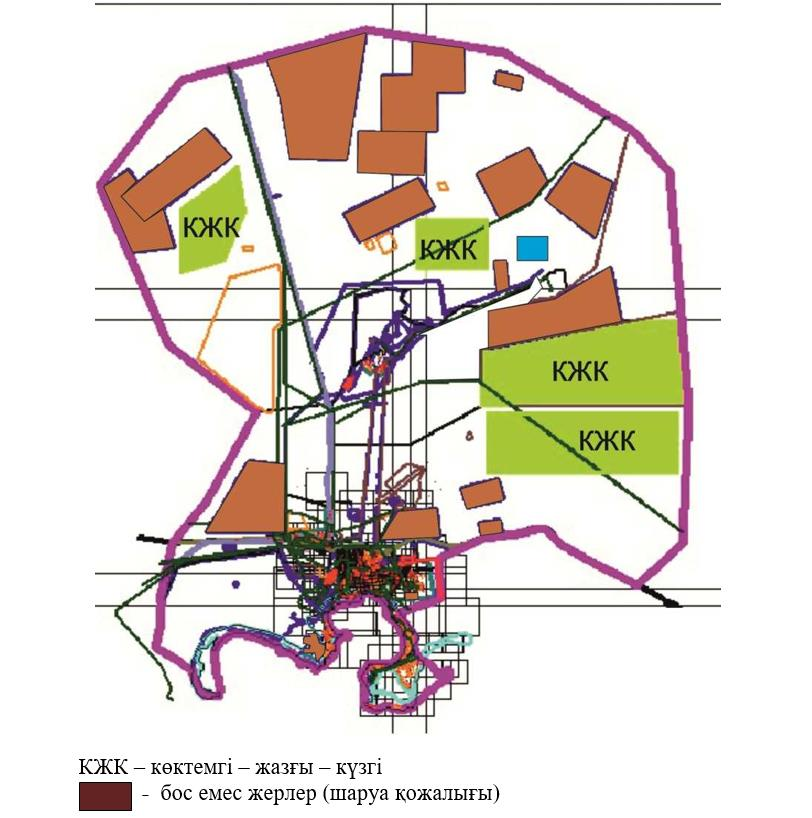 КЖК
КЖК
КЖК
КЖК
КЖК – көктемгі – жазғы – күзгі
- бос емес жерлер (шаруа қожалығы)